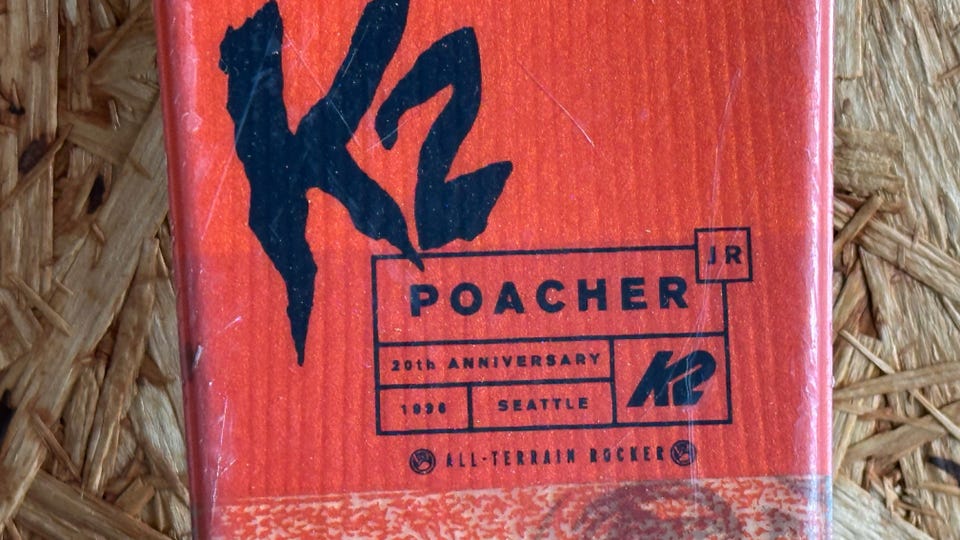 K2
JR
POACHER
20th ANNIVERSARY
K2
1996 SEATTLE
ALL-TERRAIN ROCKER